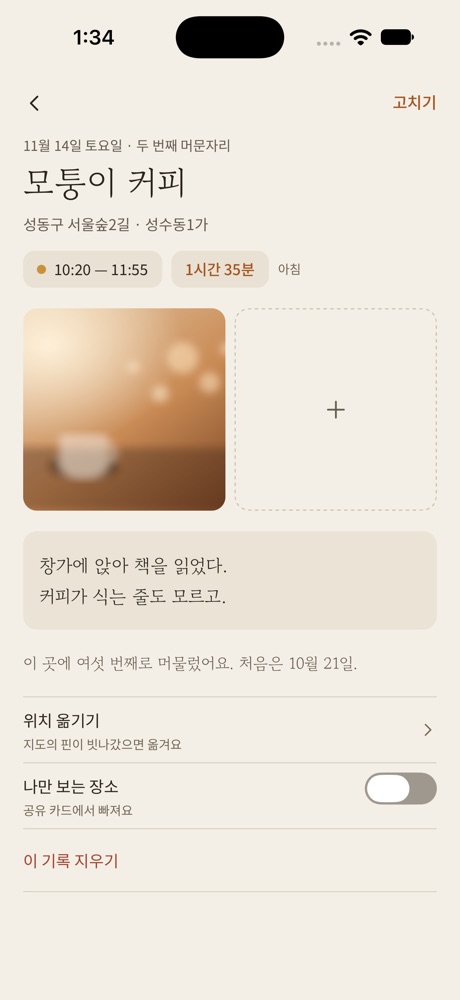 1:34
고치기
11월 14일 토요일 · 두 번째 머문자리
모퉁이 커피
성동구 서울숲2길 · 성수동1가
10:20 — 11:55
1시간 35분
아침
창가에 앉아 책을 읽었다.
커피가 식는 줄도 모르고.
이 곳에 여섯 번째로 머물렀어요. 처음은 10월 21일.
위치 옮기기
지도의 핀이 빗나갔으면 옮겨요
나만 보는 장소
공유 카드에서 빠져요
이 기록 지우기